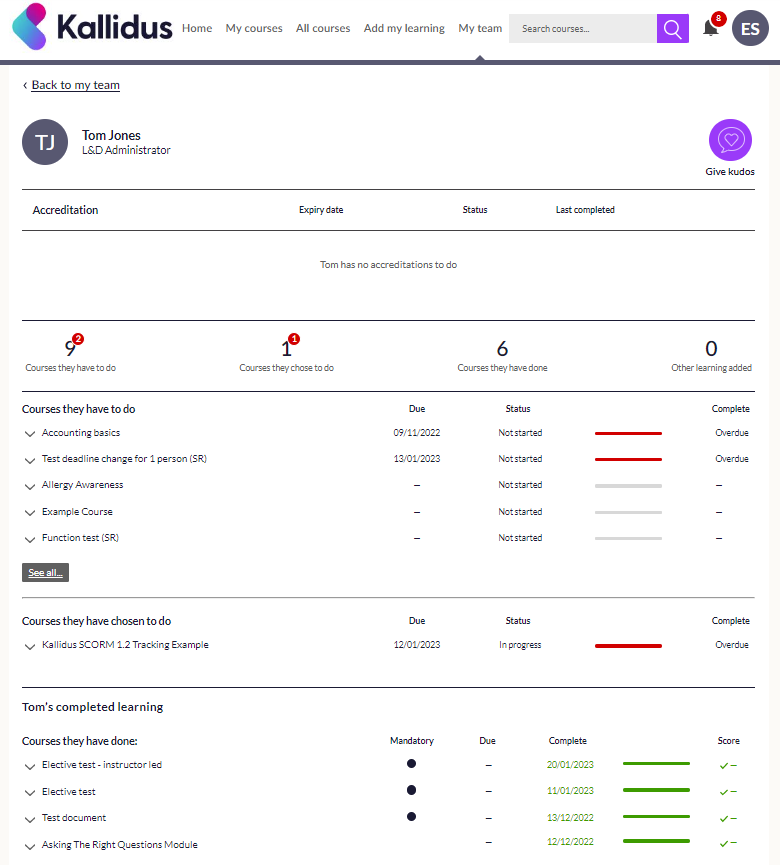 Kallidus Home My courses All courses Add my learning My team Search courses... 8 ES
‹ Back to my team
TJ
Tom Jones
L&D Administrator
Give kudos
Accreditation Expiry date Status Last completed
Tom has no accreditations to do
9 2 1 1 6 0
Courses they have to do Courses they chose to do Courses they have done Other learning added
Courses they have to do Due Status Complete
Accounting basics 09/11/2022 Not started Overdue
Test deadline change for 1 person (SR) 13/01/2023 Not started Overdue
Allergy Awareness – Not started –
Example Course – Not started –
Function test (SR) – Not started –
See all...
Courses they have chosen to do Due Status Complete
Kallidus SCORM 1.2 Tracking Example 12/01/2023 In progress Overdue
Tom's completed learning
Courses they have done: Mandatory Due Complete Score
Elective test - instructor led ● – 20/01/2023 ✓ –
Elective test ● – 11/01/2023 ✓ –
Test document ● – 13/12/2022 ✓ –
Asking The Right Questions Module – 12/12/2022 ✓ –